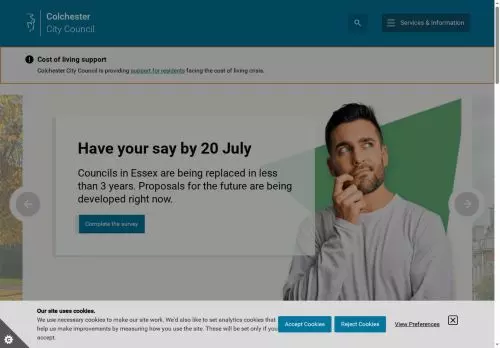 Colchester
City Council
Services & Information
Cost of living support
Colchester City Council is providing support for residents facing the cost of living crisis.
Have your say by 20 July
Councils in Essex are being replaced in less
than 3 years. Proposals for the future are being
developed right now.
Complete the survey
Our site uses cookies.
We use necessary cookies to make our site work. We'd also like to set analytics cookies that
help us make improvements by measuring how you use the site. These will be set only if you
accept.
Accept Cookies
Reject Cookies
View Preferences